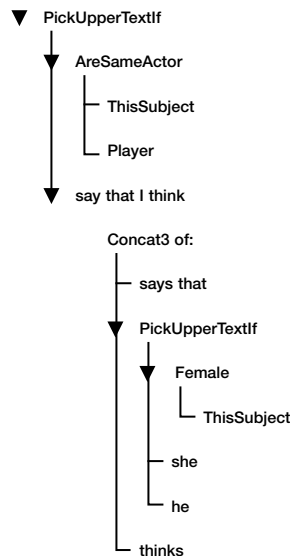 PickUpperTextIf
AreSameActor
ThisSubject
Player
say that I think
Concat3 of:
says that
PickUpperTextIf
Female
ThisSubject
she
he
thinks